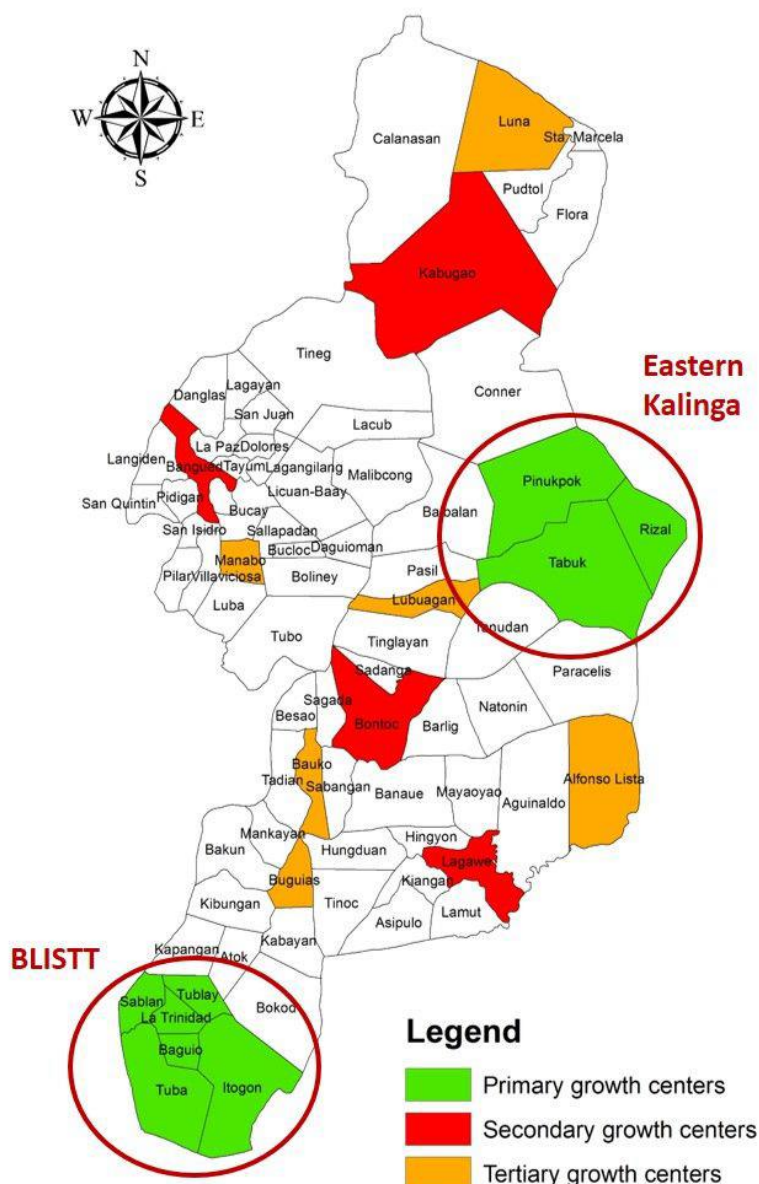 N
W
E
S
Calanasan
Luna
Sta. Marcela
Pudtol
Flora
Kabugao
Tineg
Conner
Eastern
Kalinga
Danglas
Lagayan
San Juan
Lacub
La Paz
Dolores
Langiden
Bangued
Tayum
Lagangilang
Malibcong
Pinukpok
San Quintin
Pidigan
Licuan-Baay
Balbalan
Rizal
Bucay
San Isidro
Sallapadan
Bucloc
Daguioman
Manabo
Tabuk
Pilar
Villaviciosa
Boliney
Pasil
Luba
Lubuagan
Tubo
Tinglayan
Tanudan
Sadanga
Paracelis
Besao
Sagada
Bontoc
Barlig
Natonin
Bauko
Tadian
Sabangan
Banaue
Mayaoyao
Aguinaldo
Alfonso Lista
Mankayan
Bakun
Hungduan
Hingyon
Lagawe
Buguias
Kiangan
Kibungan
Tinoc
Asipulo
Lamut
Kapangan
Atok
Kabayan
BLISTT
Sablan
Tublay
Bokod
La Trinidad
Baguio
Tuba
Itogon
Legend
Primary growth centers
Secondary growth centers
Tertiary growth centers